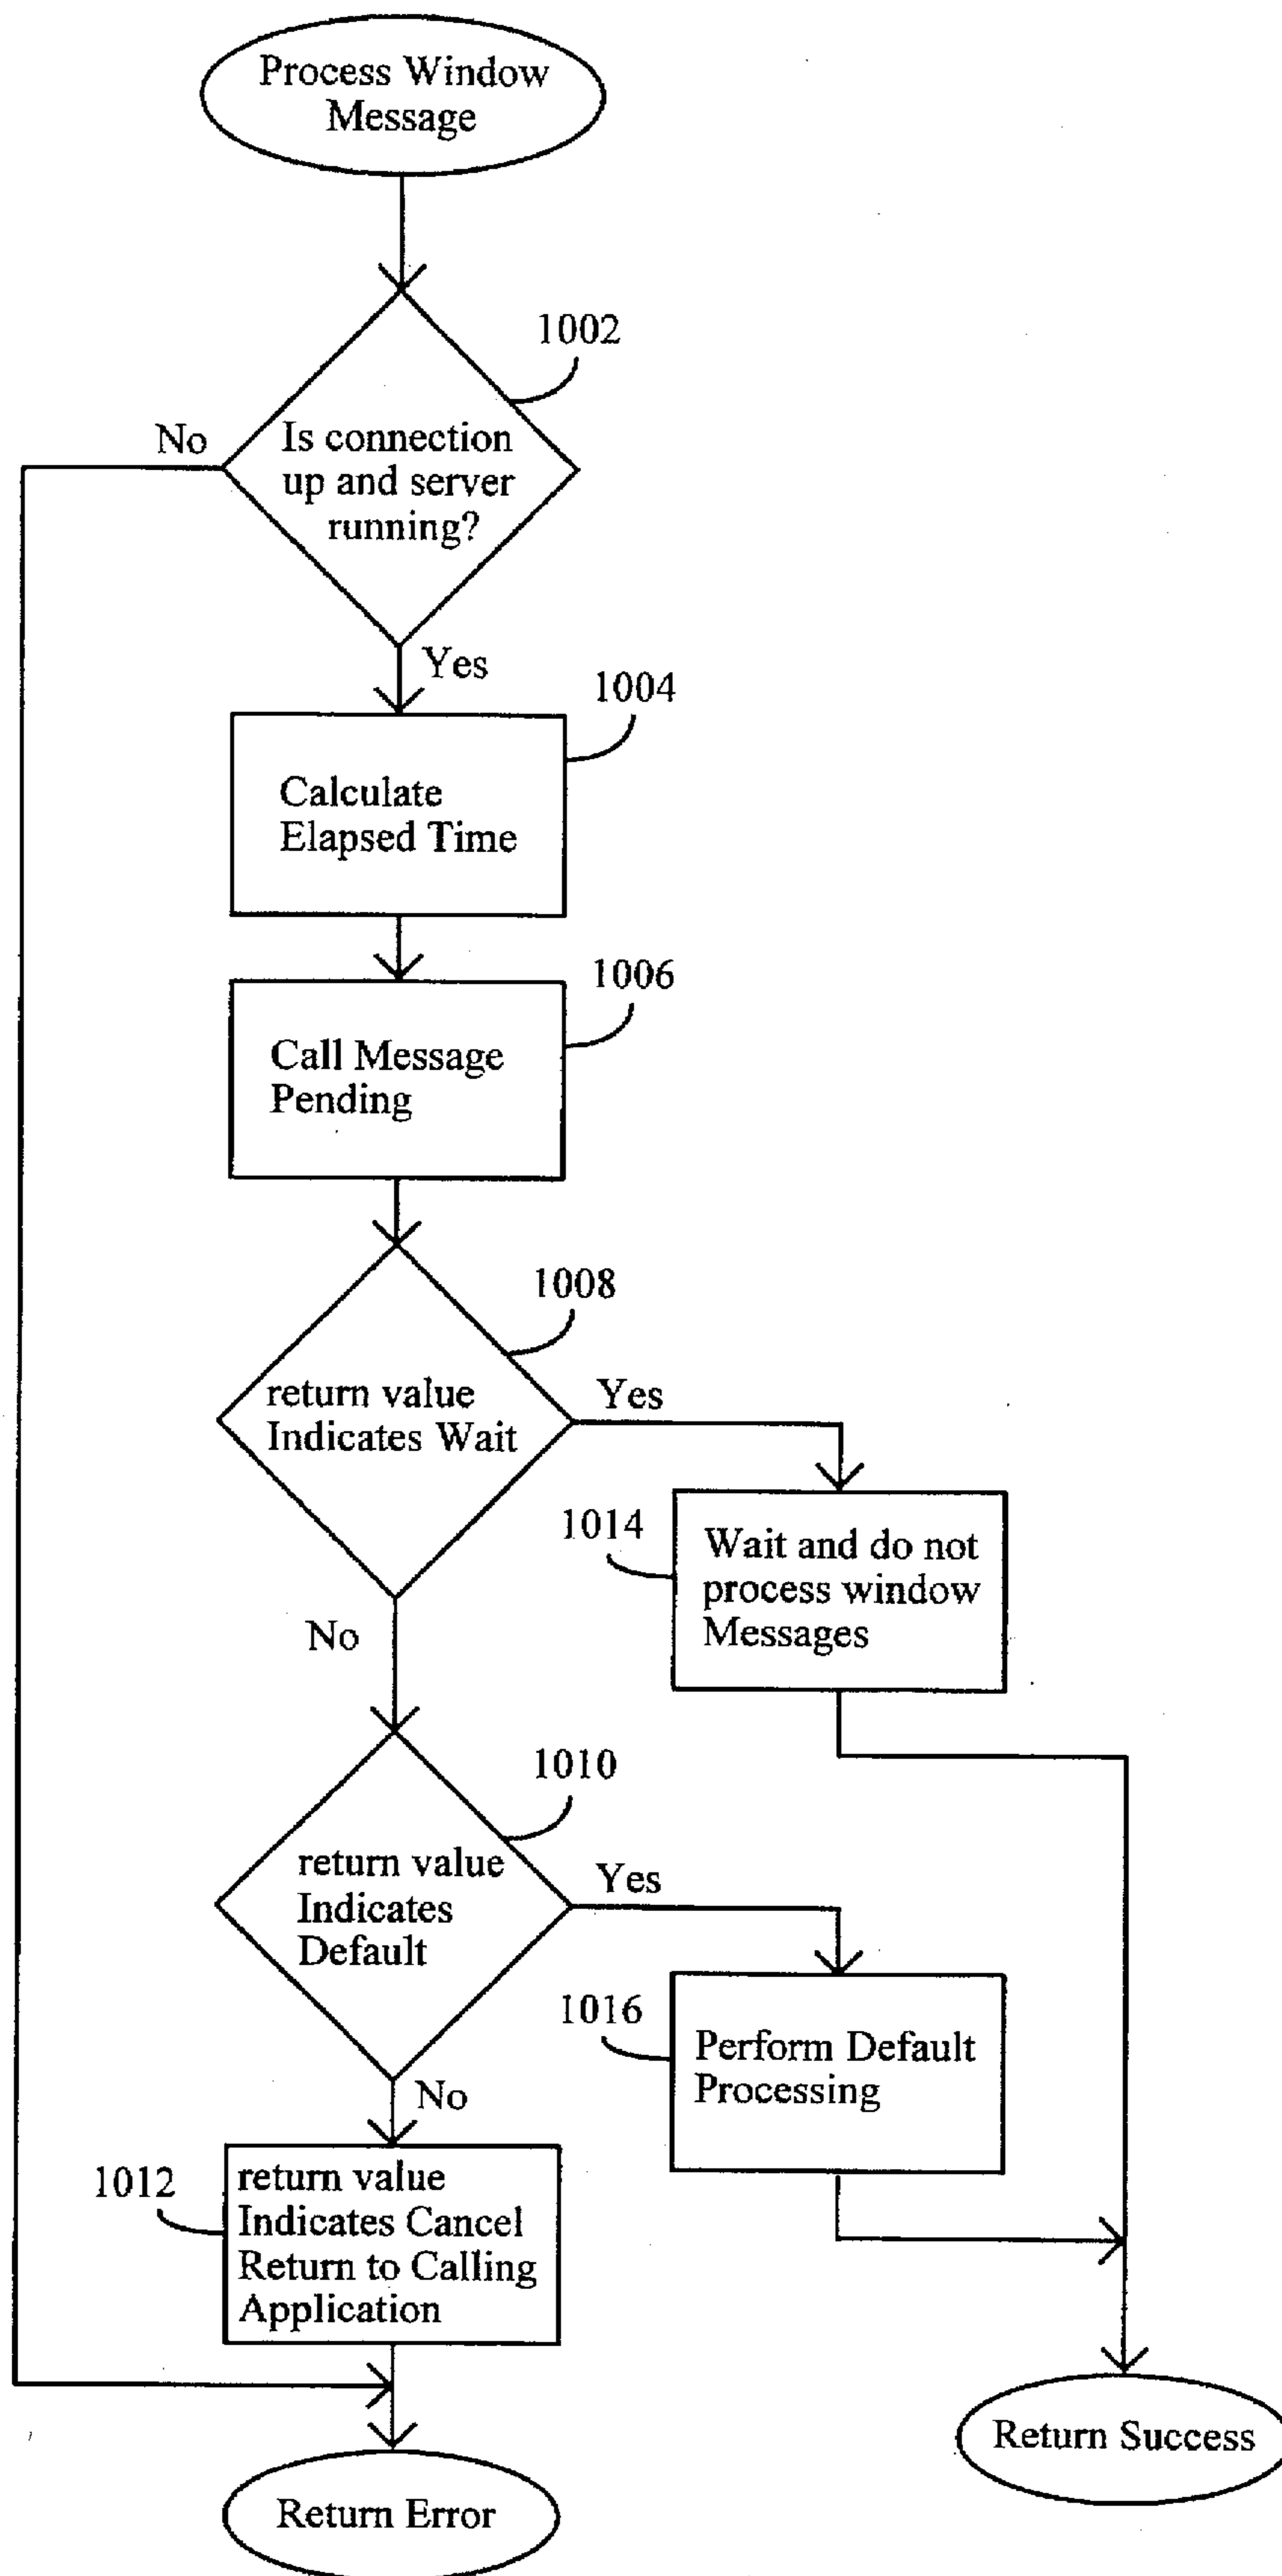 Process Window
Message
1002
No
Is connection
up and server
running?
Yes
1004
Calculate
Elapsed Time
1006
Call Message
Pending
1008
return value
Indicates Wait
Yes
1014
Wait and do not
process window
Messages
No
1010
return value
Indicates
Default
Yes
1016
Perform Default
Processing
No
1012
return value
Indicates Cancel
Return to Calling
Application
Return Success
Return Error